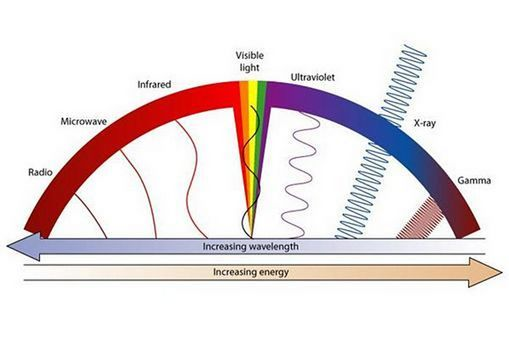 Visible
light
Infrared
Ultraviolet
Microwave
X-ray
Radio
Gamma
Increasing wavelength
Increasing energy